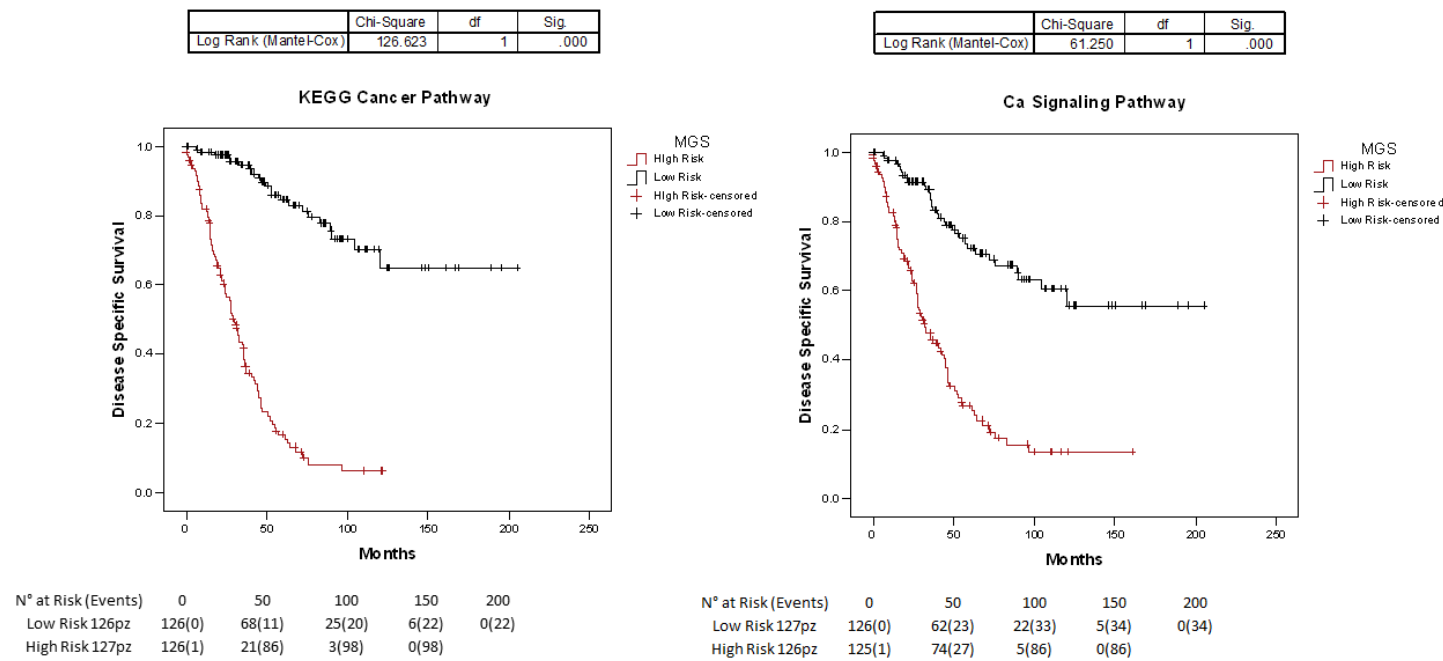 Chi-Square df Sig.
Log Rank (Mantel-Cox) 126.623 1 .000
KEGG Cancer Pathway
Disease Specific Survival
1.0
0.8
0.6
0.4
0.2
0.0
0 50 100 150 200 250
Months
MGS
HIgh Risk
Low Risk
HIgh Risk-censored
Low Risk-censored
N° at Risk (Events) 0 50 100 150 200
Low Risk 126pz 126(0) 68(11) 25(20) 6(22) 0(22)
High Risk 127pz 126(1) 21(86) 3(98) 0(98)
Chi-Square df Sig.
Log Rank (Mantel-Cox) 61.250 1 .000
Ca Signaling Pathway
Disease Specific Survival
1.0
0.8
0.6
0.4
0.2
0.0
0 50 100 150 200 250
Months
MGS
High Risk
Low Risk
High Risk-censored
Low Risk-censored
N° at Risk (Events) 0 50 100 150 200
Low Risk 127pz 126(0) 62(23) 22(33) 5(34) 0(34)
High Risk 126pz 125(1) 74(27) 5(86) 0(86)